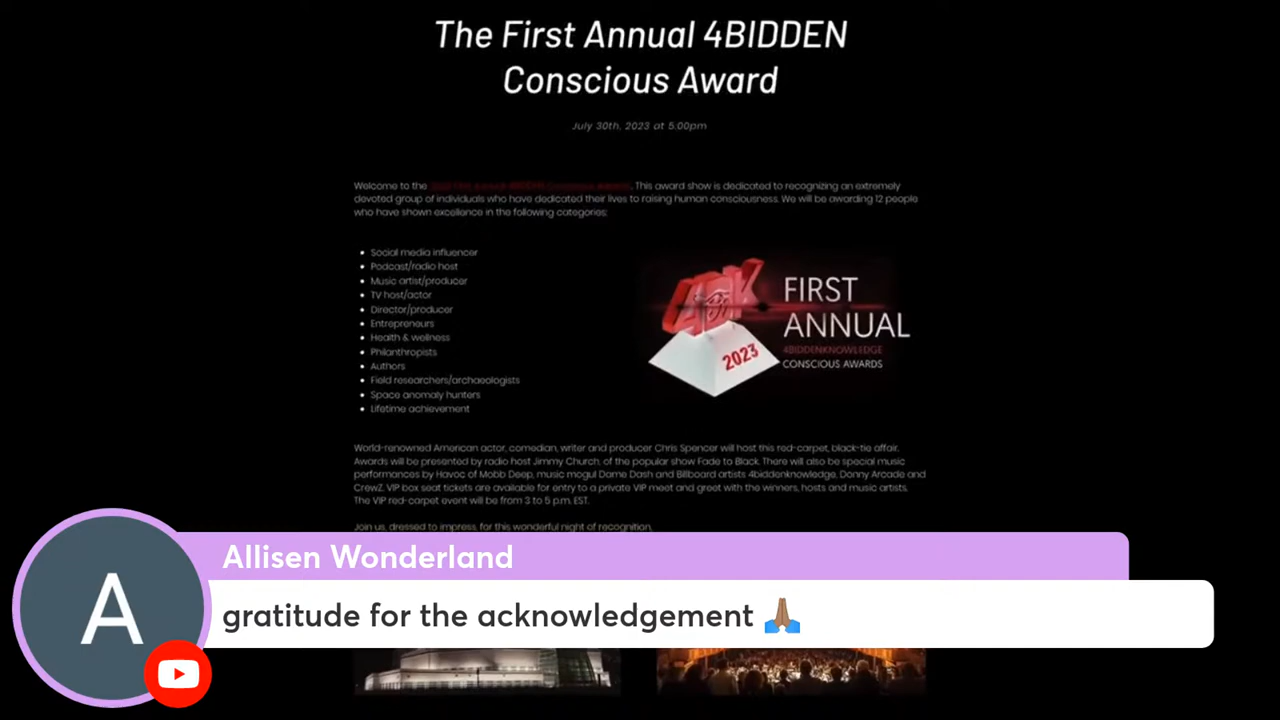 The First Annual 4BIDDEN
Conscious Award
July 30th, 2023 at 5:00pm
Welcome to the 2023 First Annual 4BIDDEN Conscious Awards. This award show is dedicated to recognizing an extremely
devoted group of individuals who have dedicated their lives to raising human consciousness. We will be awarding 12 people
who have shown excellence in the following categories:
Social media influencer
Podcast/radio host
Music artist/producer
TV host/actor
Director/producer
Entrepreneurs
Health & wellness
Philanthropists
Authors
Field researchers/archaeologists
Space anomaly hunters
Lifetime achievement
4BK
2023
FIRST
ANNUAL
4BIDDENKNOWLEDGE
CONSCIOUS AWARDS
World-renowned American actor, comedian, writer and producer Chris Spencer will host this red-carpet, black-tie affair.
Awards will be presented by radio host Jimmy Church, of the popular show Fade to Black. There will also be special music
performances by Havoc of Mobb Deep, music mogul Dame Dash and Billboard artists 4biddenknowledge, Donny Arcade and
CrewZ. VIP box seat tickets are available for entry to a private VIP meet and greet with the winners, hosts and music artists.
The VIP red-carpet event will be from 3 to 5 p.m. EST.
Join us, dressed to impress, for this wonderful night of recognition.
A
Allisen Wonderland
gratitude for the acknowledgement 🙏🏽